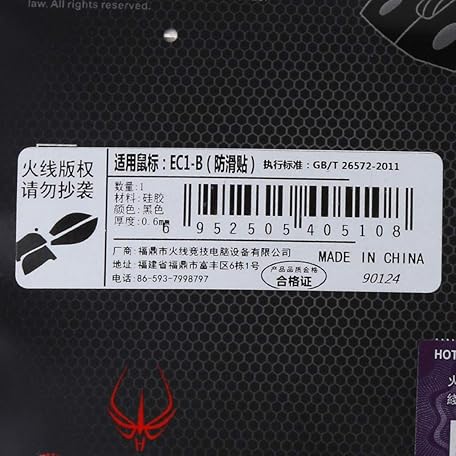 law. All rights reserved.
火线版权
请勿抄袭
适用鼠标：EC1-B（防滑贴） 执行标准：GB/T 26572-2011
数量：1
材料：硅胶
颜色：黑色
厚度：0.6mm
6 952505 405108
厂商：福鼎市火线竞技电脑设备有限公司
地址：福建省福鼎市富丰区6栋1号
电话：86-593-7998797
产品品质合格
合格证
MADE IN CHINA
90124
HOT
火
綫